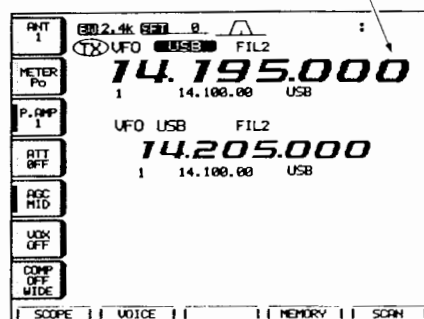 ANT
1
BW 2.4k SFT 0 :
TX VFO USB FIL2
14.195.000
1 14.100.00 USB
METER
Po
P.AMP
1
VFO USB FIL2
14.205.000
1 14.100.00 USB
ATT
OFF
AGC
MID
VOX
OFF
COMP
OFF
WIDE
SCOPE VOICE MEMORY SCAN